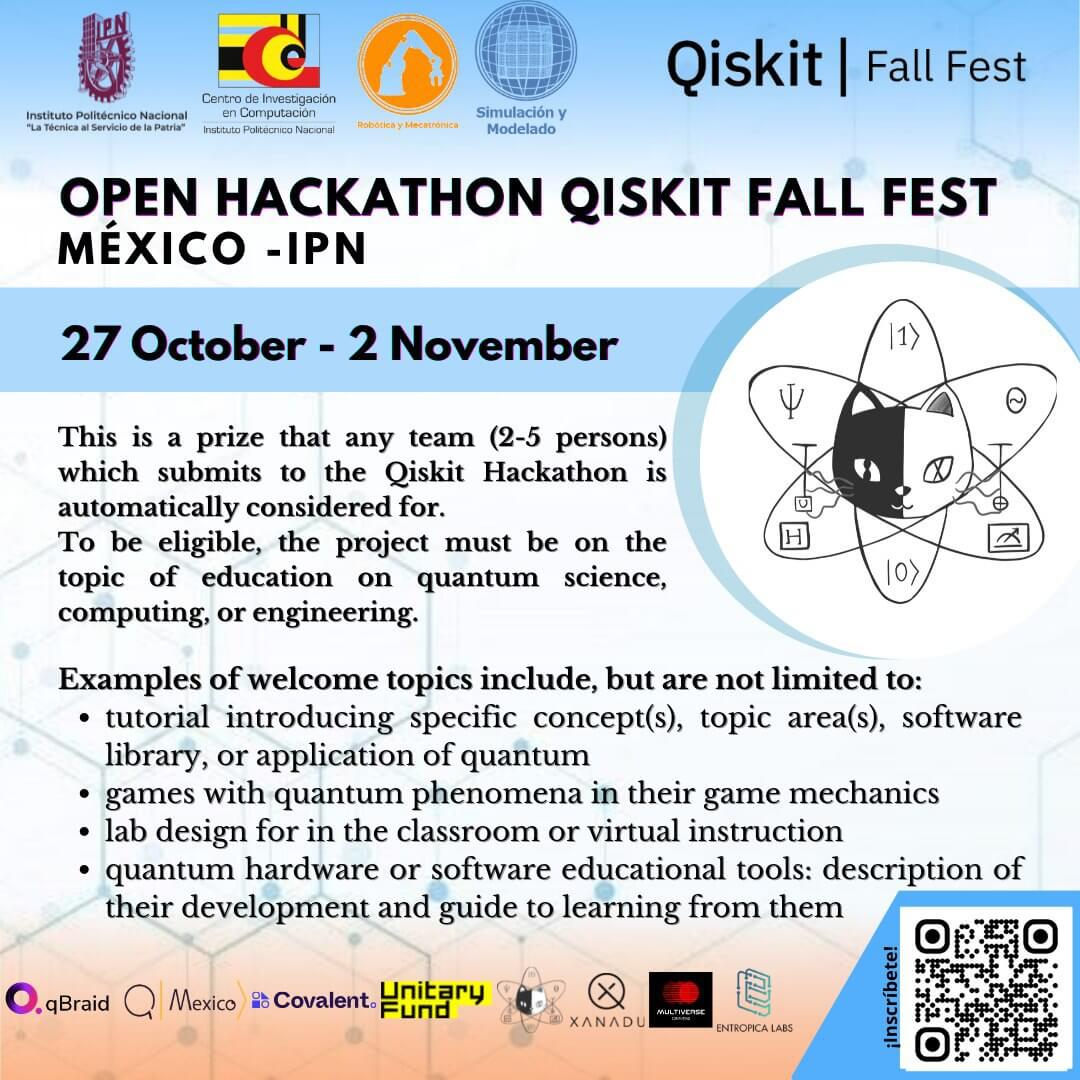 IPN
Instituto Politécnico Nacional
"La Técnica al Servicio de la Patria"
Centro de Investigación
en Computación
Instituto Politécnico Nacional
Robótica y Mecatrónica
Simulación y
Modelado
Qiskit | Fall Fest
OPEN HACKATHON QISKIT FALL FEST
MÉXICO -IPN
27 October - 2 November
|1⟩
Ψ
H
|0⟩
This is a prize that any team (2-5 persons)
which submits to the Qiskit Hackathon is
automatically considered for.
To be eligible, the project must be on the
topic of education on quantum science,
computing, or engineering.
Examples of welcome topics include, but are not limited to:
• tutorial introducing specific concept(s), topic area(s), software
library, or application of quantum
• games with quantum phenomena in their game mechanics
• lab design for in the classroom or virtual instruction
• quantum hardware or software educational tools: description of
their development and guide to learning from them
qBraid
Q|Mexico⟩
Covalent.
Unitary
Fund
XANADU
MULTIVERSE
COMPUTING
ENTROPICA LABS
¡Inscríbete!